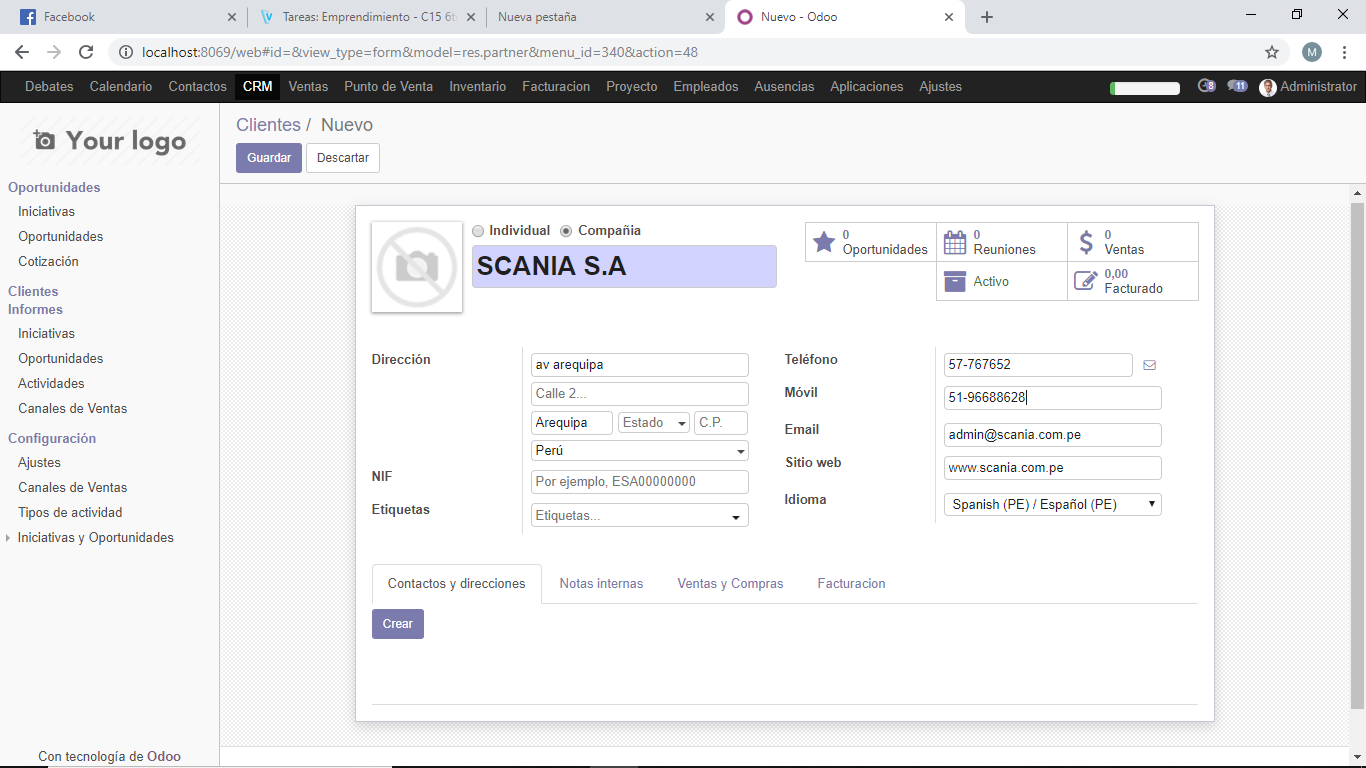 Facebook
Tareas: Emprendimiento - C15 6t
Nueva pestaña
Nuevo - Odoo
localhost:8069/web#id=&view_type=form&model=res.partner&menu_id=340&action=48
M
Debates Calendario Contactos CRM Ventas Punto de Venta Inventario Facturacion Proyecto Empleados Ausencias Aplicaciones Ajustes 8 11 Administrator
Your logo
Oportunidades
Iniciativas
Oportunidades
Cotización
Clientes
Informes
Iniciativas
Oportunidades
Actividades
Canales de Ventas
Configuración
Ajustes
Canales de Ventas
Tipos de actividad
Iniciativas y Oportunidades
Con tecnología de Odoo
Clientes / Nuevo
Guardar Descartar
Individual Compañia
SCANIA S.A
0
Oportunidades
0
Reuniones
0
Ventas
Activo
0,00
Facturado
Dirección
av arequipa
Calle 2...
Arequipa Estado C.P.
Perú
NIF Por ejemplo, ESA00000000
Etiquetas Etiquetas...
Teléfono 57-767652
Móvil 51-96688628
Email admin@scania.com.pe
Sitio web www.scania.com.pe
Idioma Spanish (PE) / Español (PE)
Contactos y direcciones Notas internas Ventas y Compras Facturacion
Crear